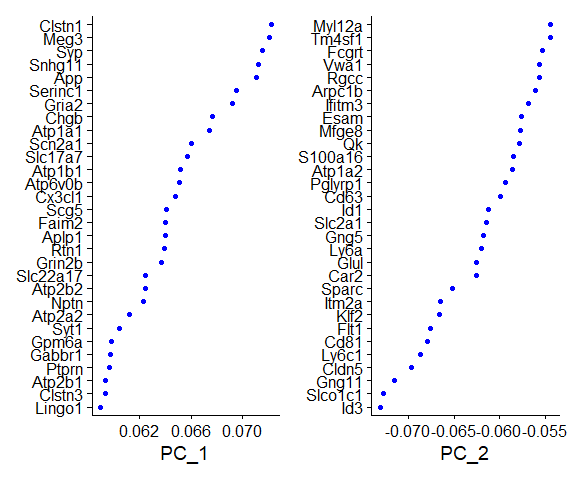 Clstn1
Meg3
Syp
Snhg11
App
Serinc1
Gria2
Chgb
Atp1a1
Scn2a1
Slc17a7
Atp1b1
Atp6v0b
Cx3cl1
Scg5
Faim2
Aplp1
Rtn1
Grin2b
Slc22a17
Atp2b2
Nptn
Atp2a2
Syt1
Gpm6a
Gabbr1
Ptprn
Atp2b1
Clstn3
Lingo1
0.062 0.066 0.070
PC_1
Myl12a
Tm4sf1
Fcgrt
Vwa1
Rgcc
Arpc1b
Ifitm3
Esam
Mfge8
Qk
S100a16
Atp1a2
Pglyrp1
Cd63
Id1
Slc2a1
Gng5
Ly6a
Glul
Car2
Sparc
Itm2a
Klf2
Flt1
Cd81
Ly6c1
Cldn5
Gng11
Slco1c1
Id3
-0.070 -0.065 -0.060 -0.055
PC_2